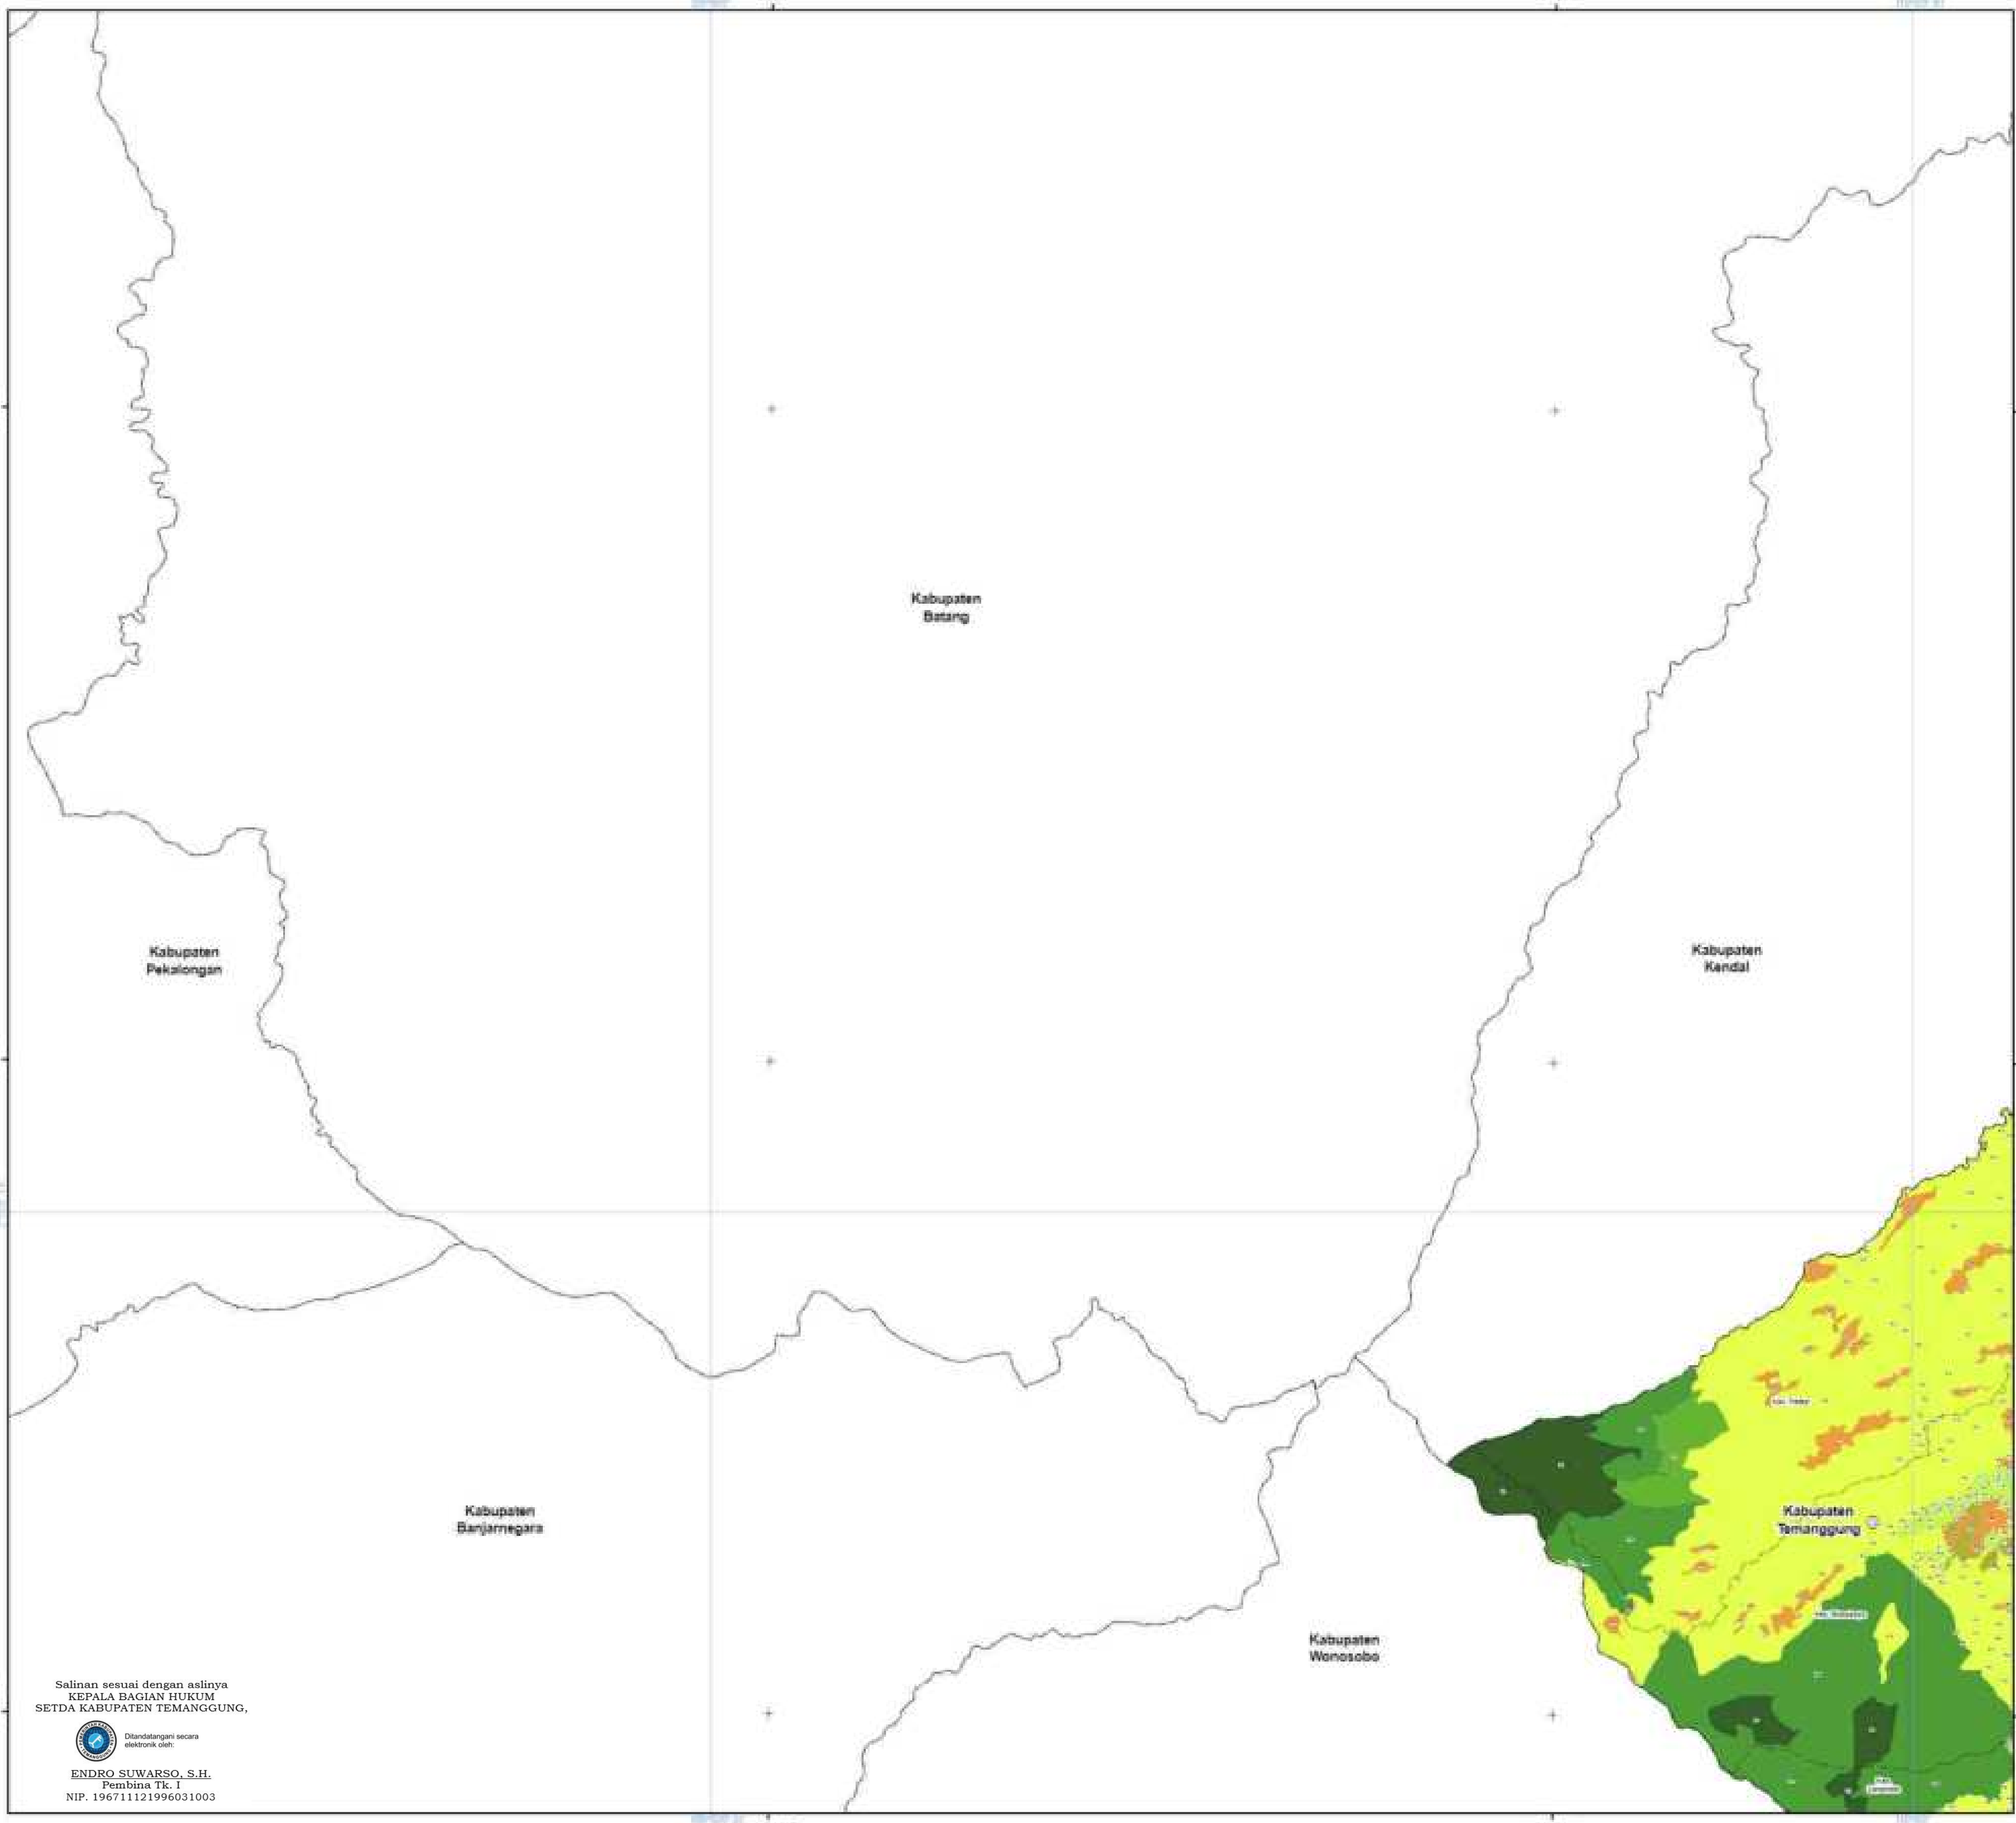 Kabupaten
Batang
Kabupaten
Pekalongan
Kabupaten
Kendal
Kabupaten
Banjarnegara
Kabupaten
Temanggung
Kabupaten
Wonosobo
Salinan sesuai dengan aslinya
KEPALA BAGIAN HUKUM
SETDA KABUPATEN TEMANGGUNG,
Ditandatangani secara
elektronik oleh:
ENDRO SUWARSO, S.H.
Pembina Tk. I
NIP. 196711121996031003